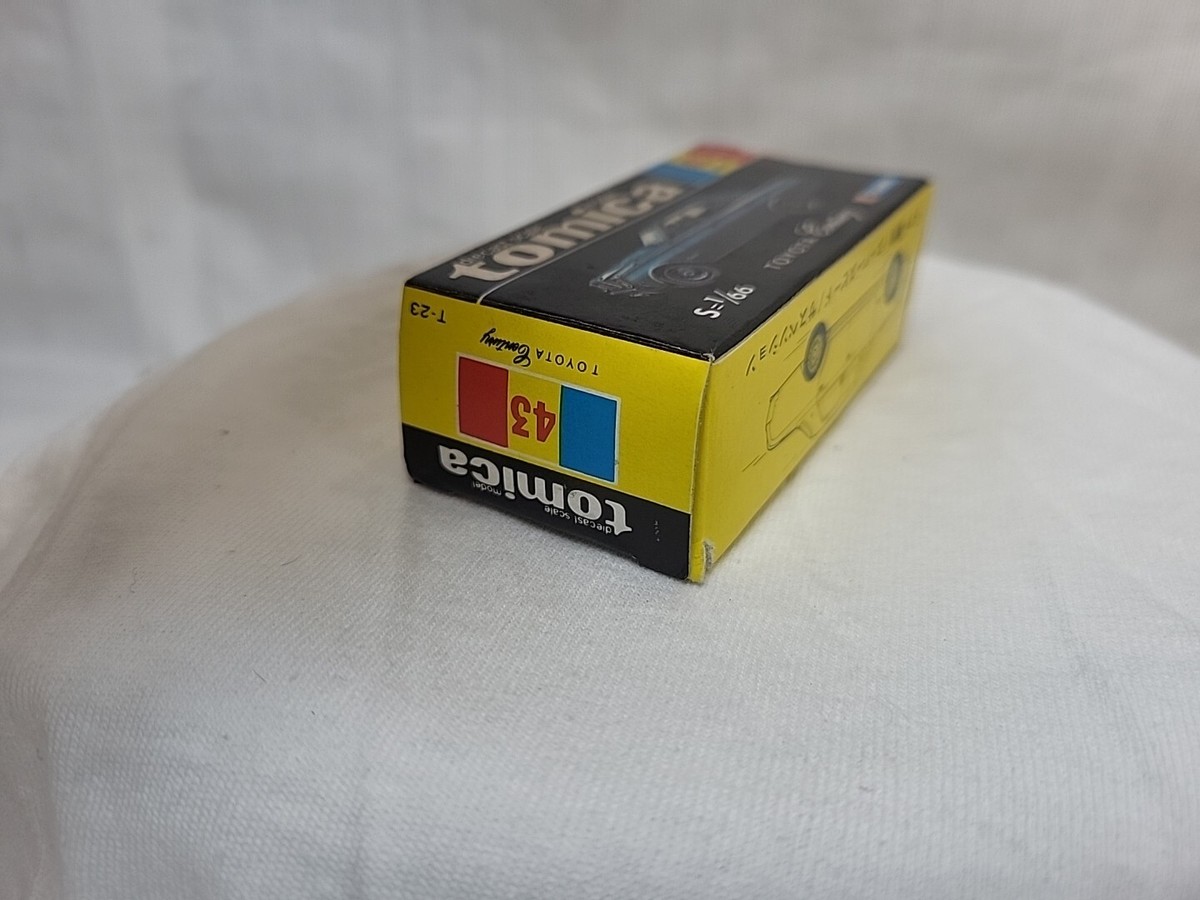 tomica
S=1/66
TOYOTA Century
T-23
TOYOTA Century
43
tomica
diecast scale model